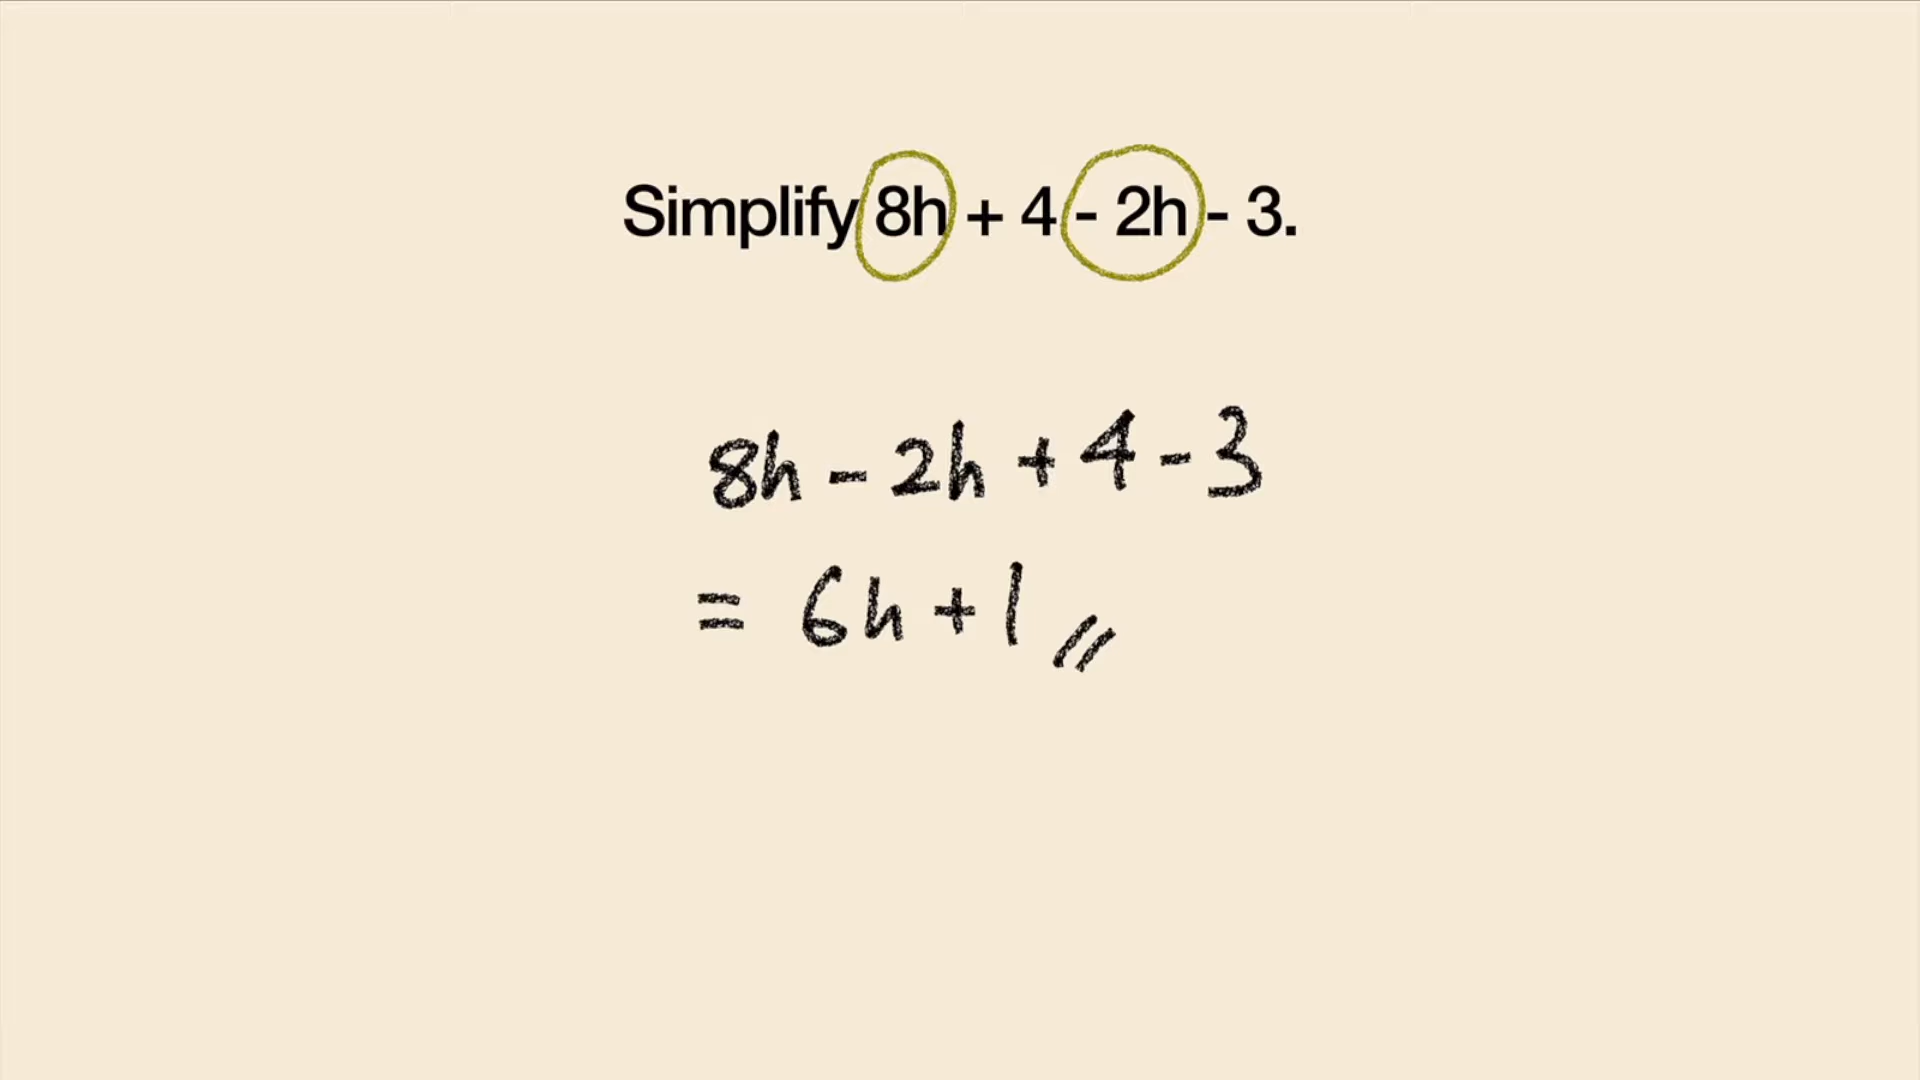 Simplify 8h + 4 - 2h - 3.
8h - 2h + 4 - 3
= 6h + 1 //